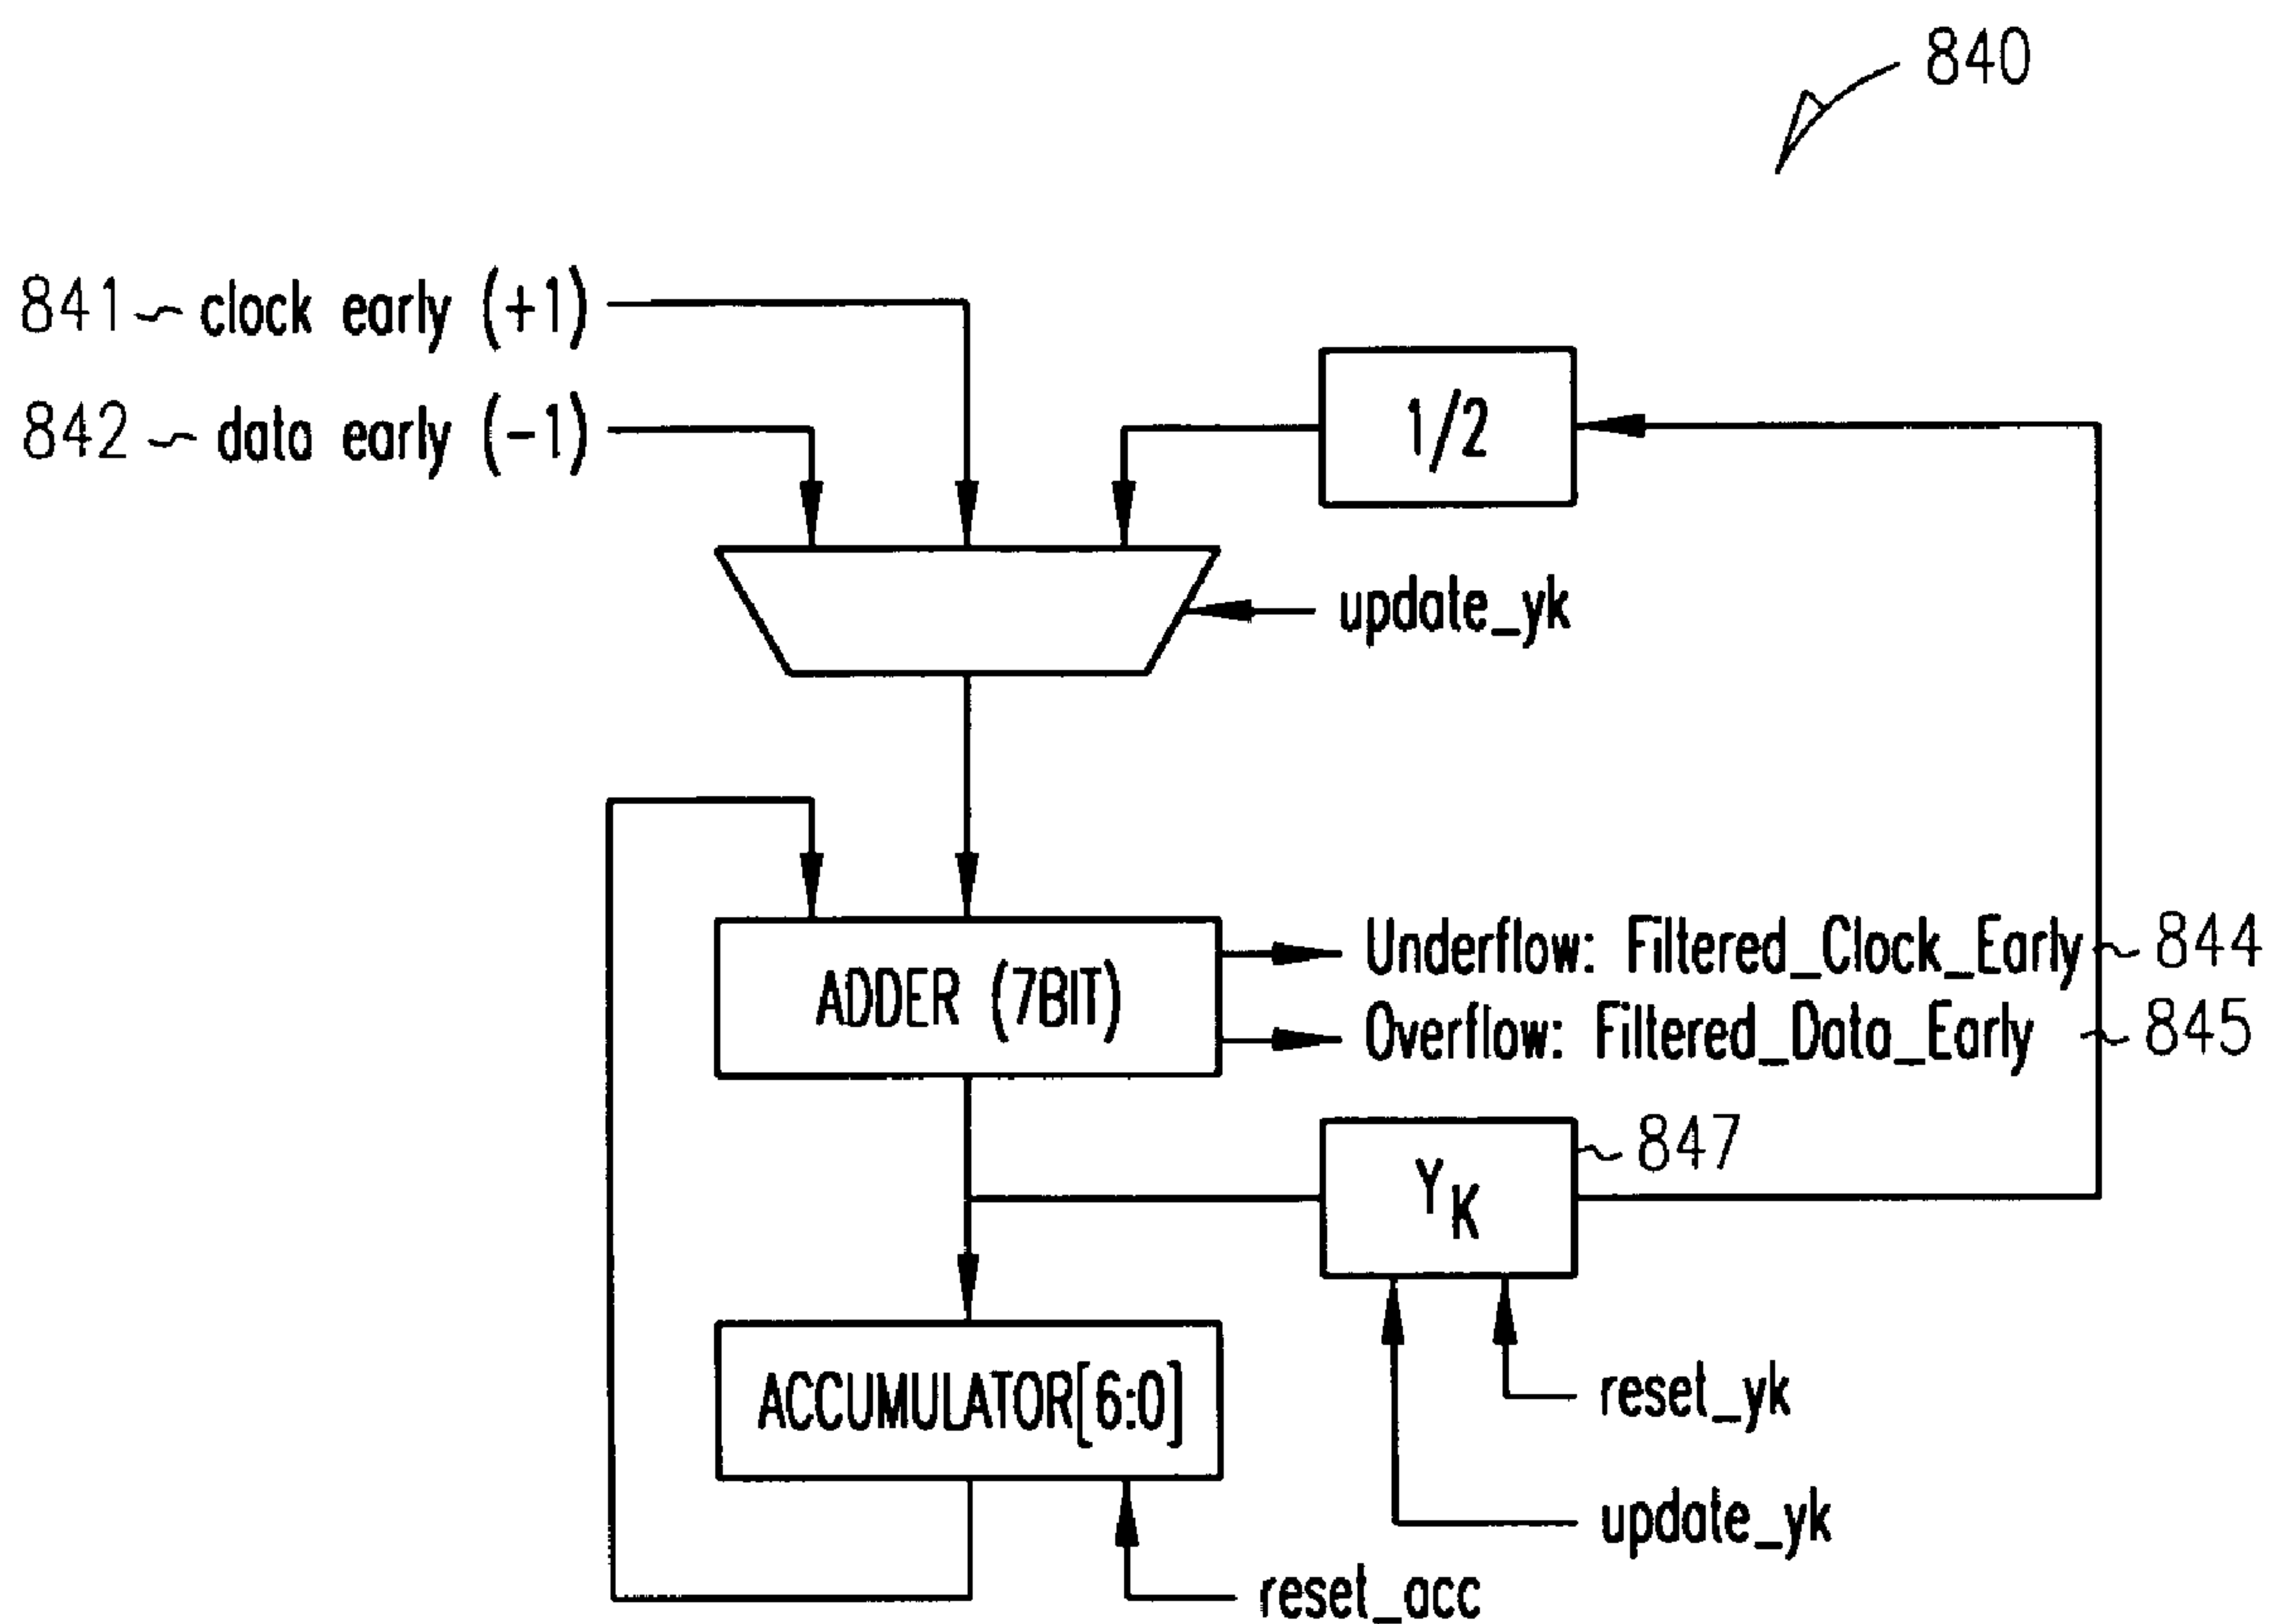 840
841 clock early (+1)
842 data early (-1)
1/2
update_yk
ADDER (7BIT)
Underflow: Filtered_Clock_Early 844
Overflow: Filtered_Data_Early 845
YK 847
ACCUMULATOR[6:0]
reset_yk
update_yk
reset_acc